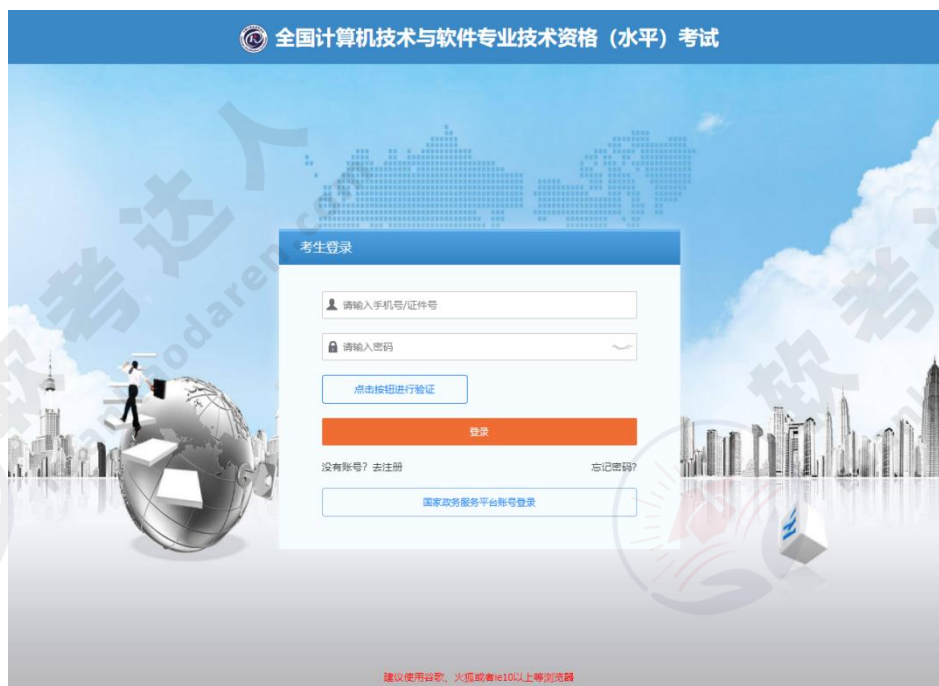 全国计算机技术与软件专业技术资格（水平）考试
考生登录
请输入手机号/证件号
请输入密码
点击按钮进行验证
登录
没有账号？去注册
忘记密码?
国家政务服务平台账号登录
建议使用谷歌、火狐或者ie10以上等浏览器
软考达人